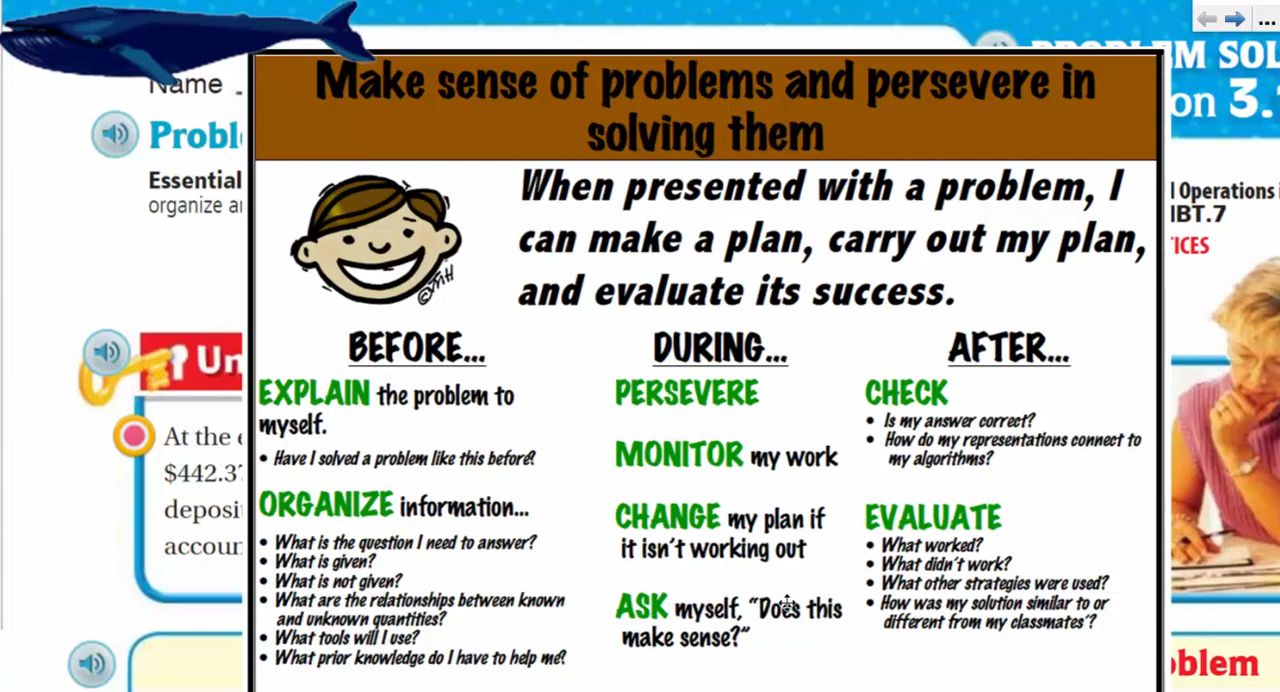 ...
M SOL
on 3.
Name _
Probl
Essential
organize a
l Operations i
NBT.7
TICES
Un
At the e
$442.37
deposi
accoun
oblem
Make sense of problems and persevere in
solving them
When presented with a problem, I
can make a plan, carry out my plan,
and evaluate its success.
©YMH
BEFORE...
EXPLAIN the problem to
myself.
• Have I solved a problem like this before?
ORGANIZE information...
• What is the question I need to answer?
• What is given?
• What is not given?
• What are the relationships between known
and unknown quantities?
• What tools will I use?
• What prior knowledge do I have to help me?
DURING...
PERSEVERE
MONITOR my work
CHANGE my plan if
it isn't working out
ASK myself, "Does this
make sense?"
AFTER...
CHECK
• Is my answer correct?
• How do my representations connect to
my algorithms?
EVALUATE
• What worked?
• What didn't work?
• What other strategies were used?
• How was my solution similar to or
different from my classmates'?